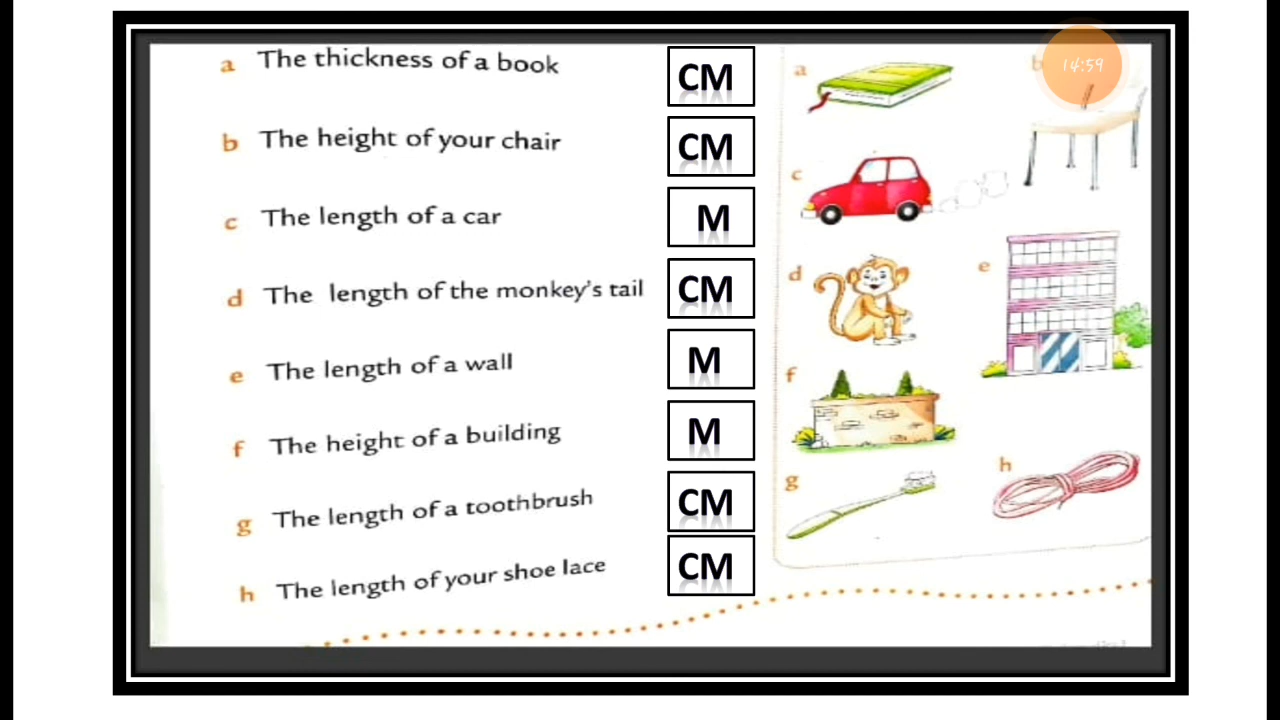 a The thickness of a book CM
b The height of your chair CM
c The length of a car M
d The length of the monkey's tail CM
e The length of a wall M
f The height of a building M
g The length of a toothbrush CM
h The length of your shoe lace CM
a
b
14:59
c
d
e
f
g
h